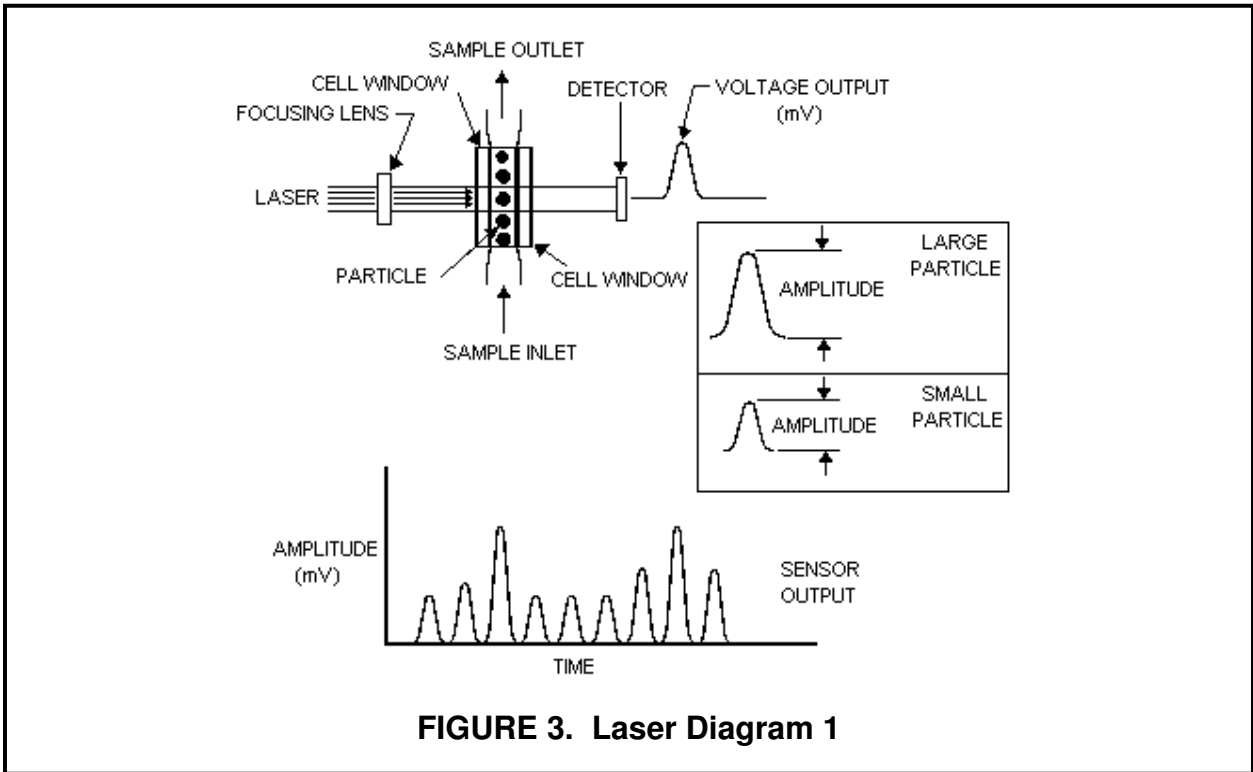 SAMPLE OUTLET
CELL WINDOW
FOCUSING LENS
DETECTOR
VOLTAGE OUTPUT
(mV)
LASER
PARTICLE
CELL WINDOW
SAMPLE INLET
LARGE
PARTICLE
AMPLITUDE
SMALL
PARTICLE
AMPLITUDE
AMPLITUDE
(mV)
SENSOR
OUTPUT
TIME
FIGURE 3. Laser Diagram 1